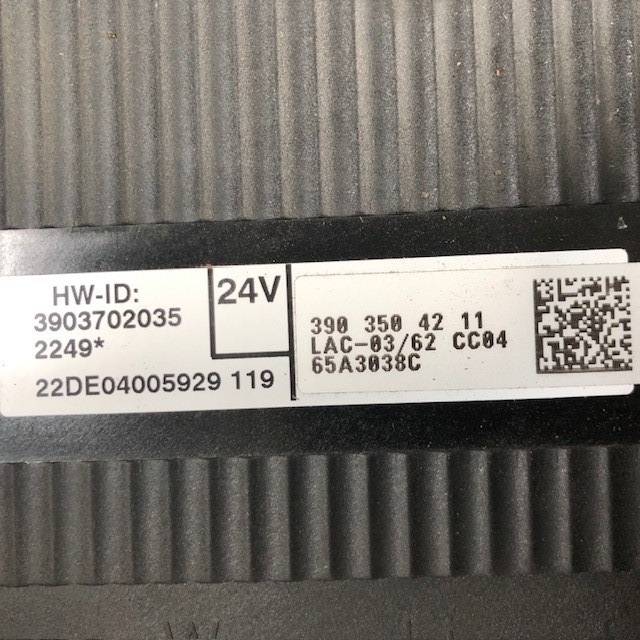 HW-ID:
3903702035
2249*
22DE04005929 119
24V
390 350 42 11
LAC-03/62 CC04
65A3038C